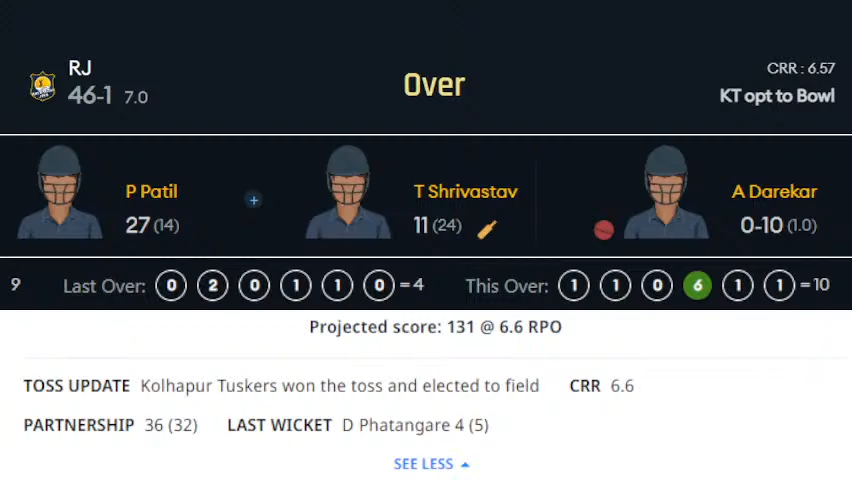 RJ
46-1 7.0
Over
CRR : 6.57
KT opt to Bowl
P Patil
27 (14)
+
T Shrivastav
11 (24)
A Darekar
0-10 (1.0)
9 Last Over: 0 2 0 1 1 0 = 4 This Over: 1 1 0 6 1 1 = 10
Projected score: 131 @ 6.6 RPO
TOSS UPDATE Kolhapur Tuskers won the toss and elected to field CRR 6.6
PARTNERSHIP 36 (32) LAST WICKET D Phatangare 4 (5)
SEE LESS